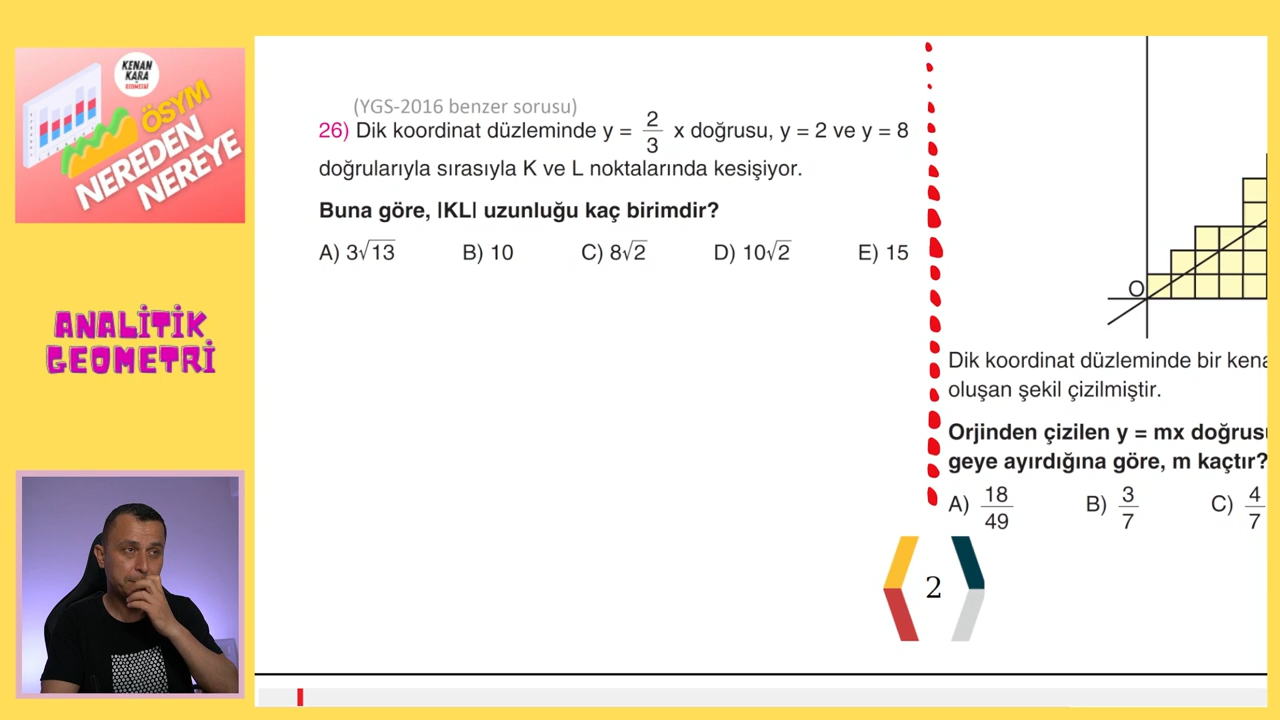 KENAN
KARA
GEOMETRİ
ÖSYM
NEREDEN
NEREYE
ANALİTİK
GEOMETRİ
(YGS-2016 benzer sorusu)
26) Dik koordinat düzleminde y = 2/3 x doğrusu, y = 2 ve y = 8
doğrularıyla sırasıyla K ve L noktalarında kesişiyor.
Buna göre, |KL| uzunluğu kaç birimdir?
A) 3√13 B) 10 C) 8√2 D) 10√2 E) 15
O
Dik koordinat düzleminde bir
oluşan şekil çizilmiştir.
Orjinden çizilen y = mx
geye ayırdığına göre, m kaçtır?
A) 18/49 B) 3/7 C) 4/7
2